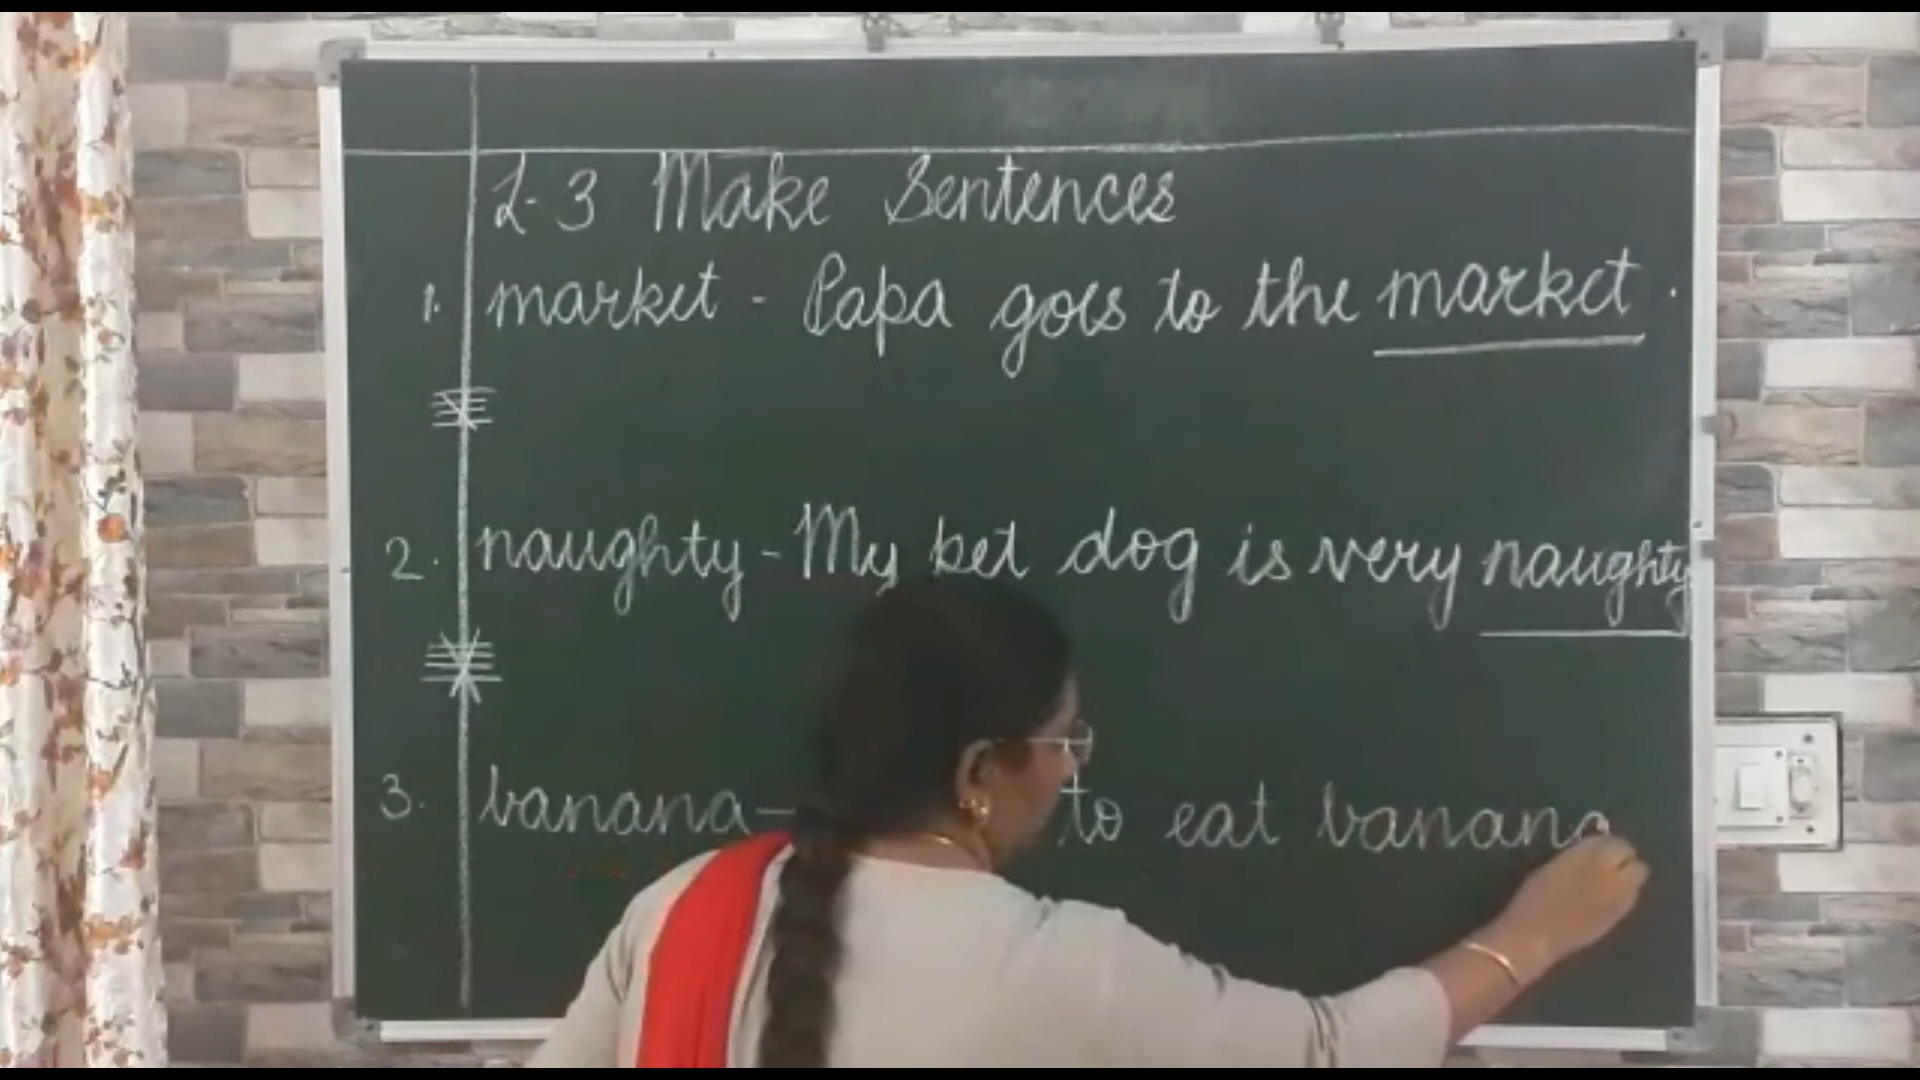 L-3 Make Sentences
1. market - Papa goes to the market.
2. naughty - My pet dog is very naughty
3. banana - to eat banana